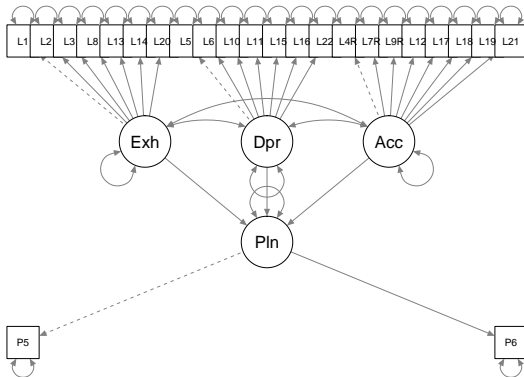 L1 L2 L3 L8 L13 L14 L20 L5 L6 L10 L11 L15 L16 L22 L4R L7R L9R L12 L17 L18 L19 L21
Exh Dpr Acc
Pln
P5 P6